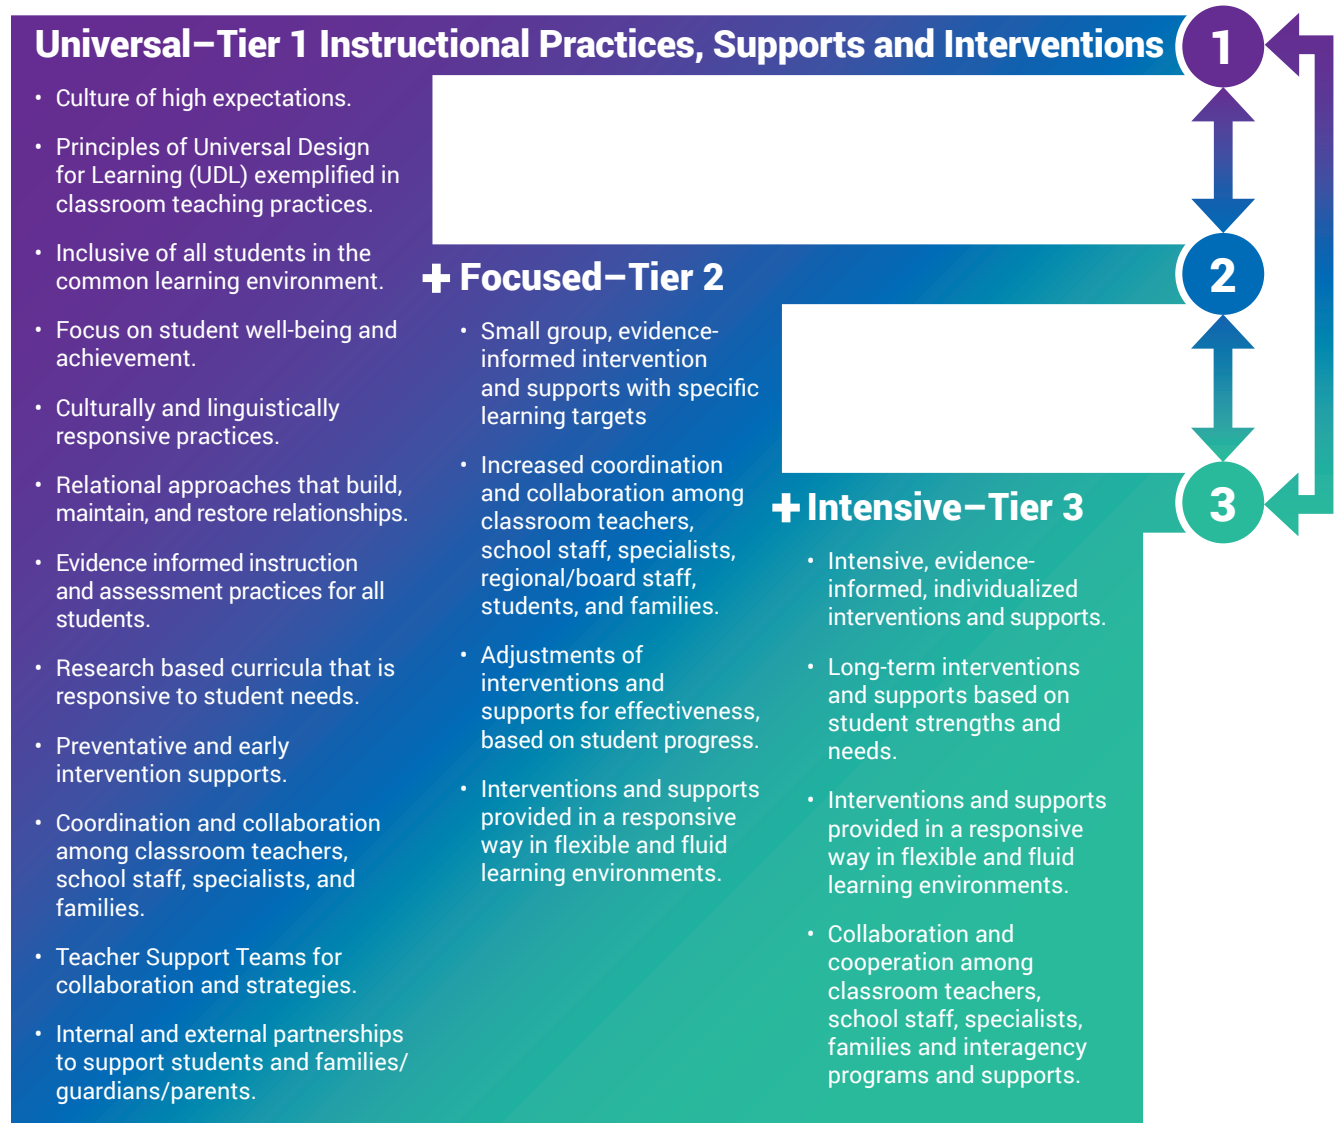 Universal–Tier 1 Instructional Practices, Supports and Interventions
1
• Culture of high expectations.
• Principles of Universal Design
for Learning (UDL) exemplified in
classroom teaching practices.
• Inclusive of all students in the
common learning environment.
• Focus on student well-being and
achievement.
• Culturally and linguistically
responsive practices.
• Relational approaches that build,
maintain, and restore relationships.
• Evidence informed instruction
and assessment practices for all
students.
• Research based curricula that is
responsive to student needs.
• Preventative and early
intervention supports.
• Coordination and collaboration
among classroom teachers,
school staff, specialists, and
families.
• Teacher Support Teams for
collaboration and strategies.
• Internal and external partnerships
to support students and families/
guardians/parents.
+ Focused–Tier 2
2
• Small group, evidence-
informed intervention
and supports with specific
learning targets
• Increased coordination
and collaboration among
classroom teachers,
school staff, specialists,
regional/board staff,
students, and families.
• Adjustments of
interventions and
supports for effectiveness,
based on student progress.
• Interventions and supports
provided in a responsive
way in flexible and fluid
learning environments.
+ Intensive–Tier 3
3
• Intensive, evidence-
informed, individualized
interventions and supports.
• Long-term interventions
and supports based on
student strengths and
needs.
• Interventions and supports
provided in a responsive
way in flexible and fluid
learning environments.
• Collaboration and
cooperation among
classroom teachers,
school staff, specialists,
families and interagency
programs and supports.